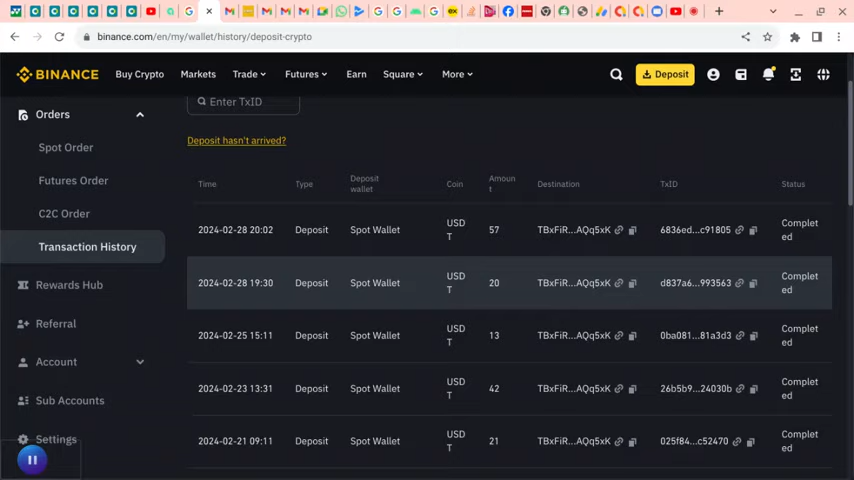 binance.com/en/my/wallet/history/deposit-crypto
BINANCE Buy Crypto Markets Trade Futures Earn Square More Deposit
Orders
Spot Order
Futures Order
C2C Order
Transaction History
Rewards Hub
Referral
Account
Sub Accounts
Settings
Enter TxID
Deposit hasn't arrived?
Time Type Deposit wallet Coin Amount Destination TxID Status
2024-02-28 20:02 Deposit Spot Wallet USDT 57 TBxFiR...AQq5xK 6836ed...c91805 Completed
2024-02-28 19:30 Deposit Spot Wallet USDT 20 TBxFiR...AQq5xK d837a6...993563 Completed
2024-02-25 15:11 Deposit Spot Wallet USDT 13 TBxFiR...AQq5xK 0ba081...81a3d3 Completed
2024-02-23 13:31 Deposit Spot Wallet USDT 42 TBxFiR...AQq5xK 26b5b9...24030b Completed
2024-02-21 09:11 Deposit Spot Wallet USDT 21 TBxFiR...AQq5xK 025f84...c52470 Completed